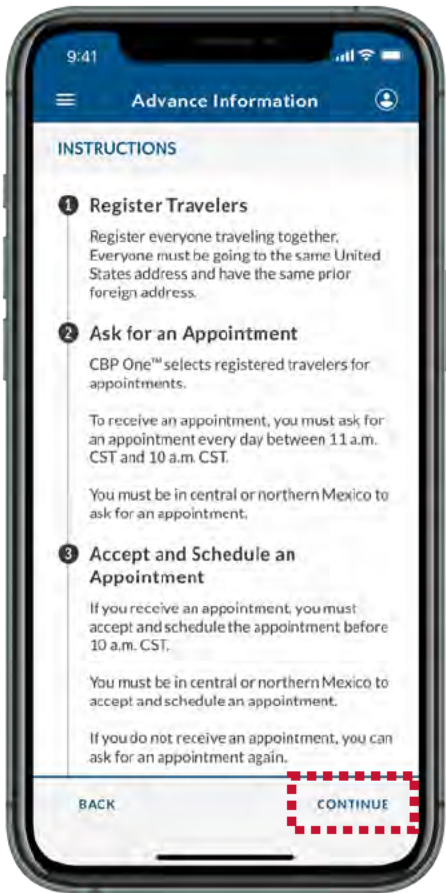 9:41
Advance Information
INSTRUCTIONS
1 Register Travelers
Register everyone traveling together.
Everyone must be going to the same United
States address and have the same prior
foreign address.
2 Ask for an Appointment
CBP One™ selects registered travelers for
appointments.
To receive an appointment, you must ask for
an appointment every day between 11 a.m.
CST and 10 a.m. CST.
You must be in central or northern Mexico to
ask for an appointment.
3 Accept and Schedule an
Appointment
If you receive an appointment, you must
accept and schedule the appointment before
10 a.m. CST.
You must be in central or northern Mexico to
accept and schedule an appointment.
If you do not receive an appointment, you can
ask for an appointment again.
BACK CONTINUE